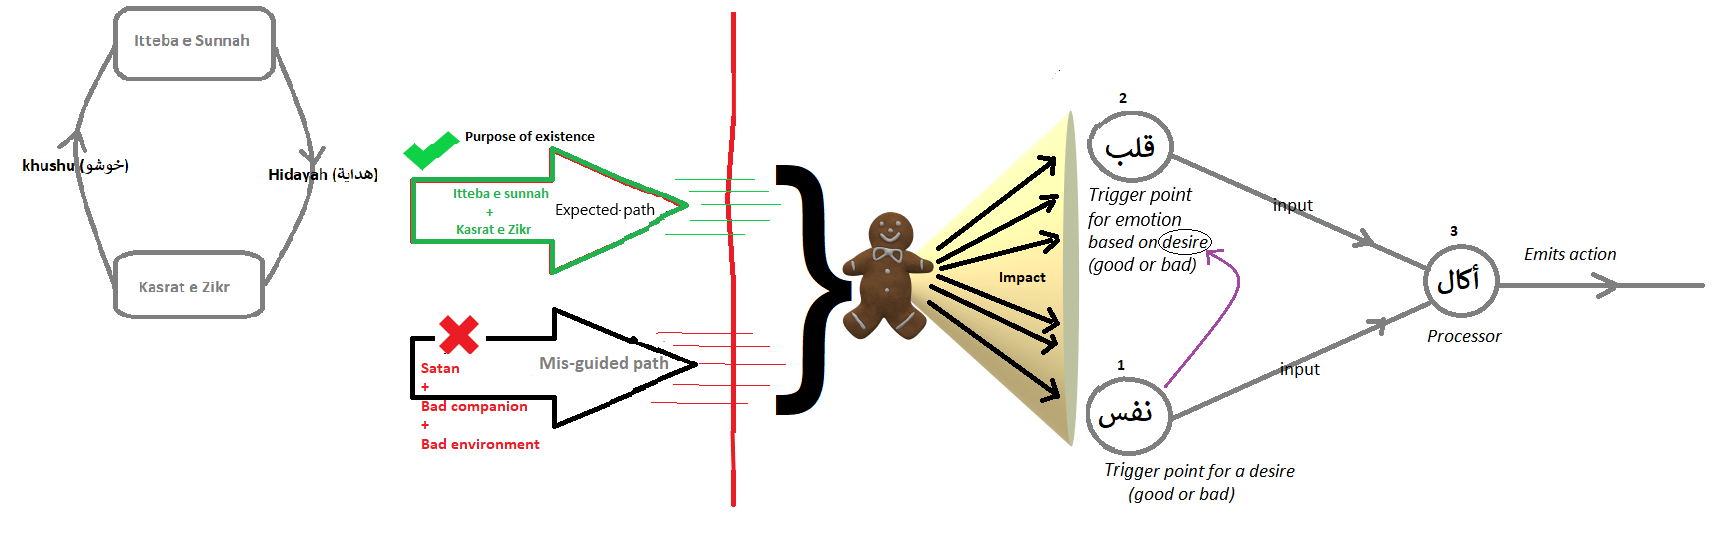 Itteba e Sunnah
khushu (خوشو)
Hidayah (هداية)
Kasrat e Zikr
Purpose of existence
Itteba e sunnah
+
Kasrat e Zikr
Expected path
Mis-guided path
Satan
+
Bad companion
+
Bad environment
Impact
2
قلب
Trigger point
for emotion
based on desire
(good or bad)
1
نفس
Trigger point for a desire
(good or bad)
input
input
3
أكال
Processor
Emits action